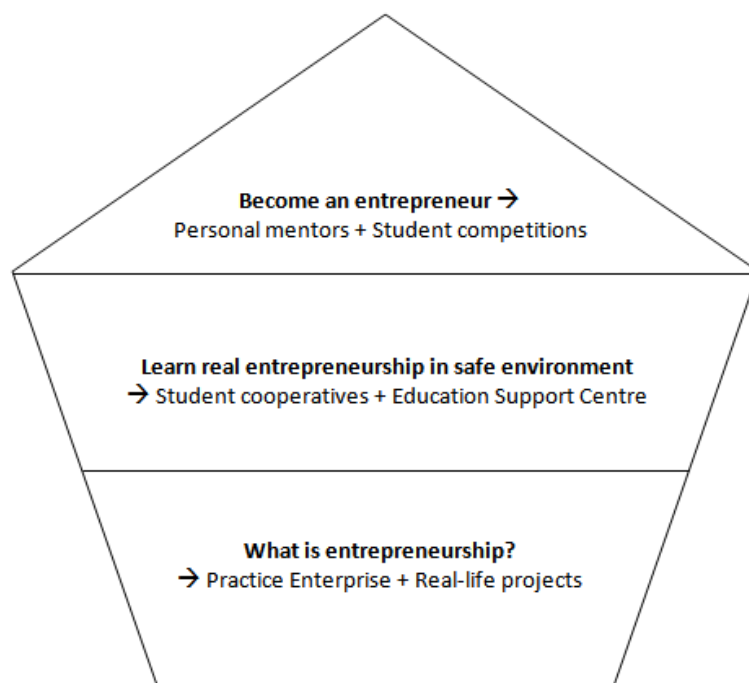 Become an entrepreneur →
Personal mentors + Student competitions
Learn real entrepreneurship in safe environment
→ Student cooperatives + Education Support Centre
What is entrepreneurship?
→ Practice Enterprise + Real-life projects